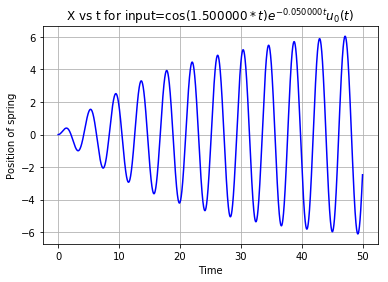 X vs t for input=cos(1.500000 * t)e^{-0.050000t}u_0(t)
Position of spring
6
4
2
0
−2
−4
−6
0 10 20 30 40 50
Time